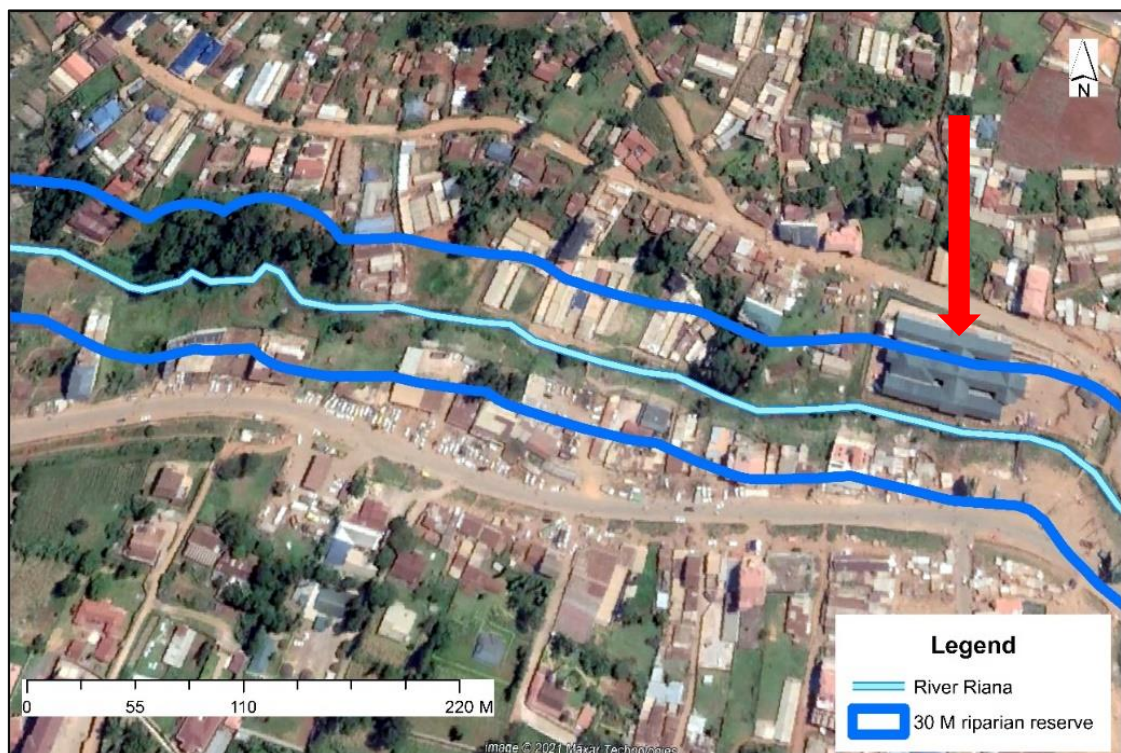 N
0 55 110 220 M
Legend
River Riana
30 M riparian reserve
image © 2021 Maxar Technologies